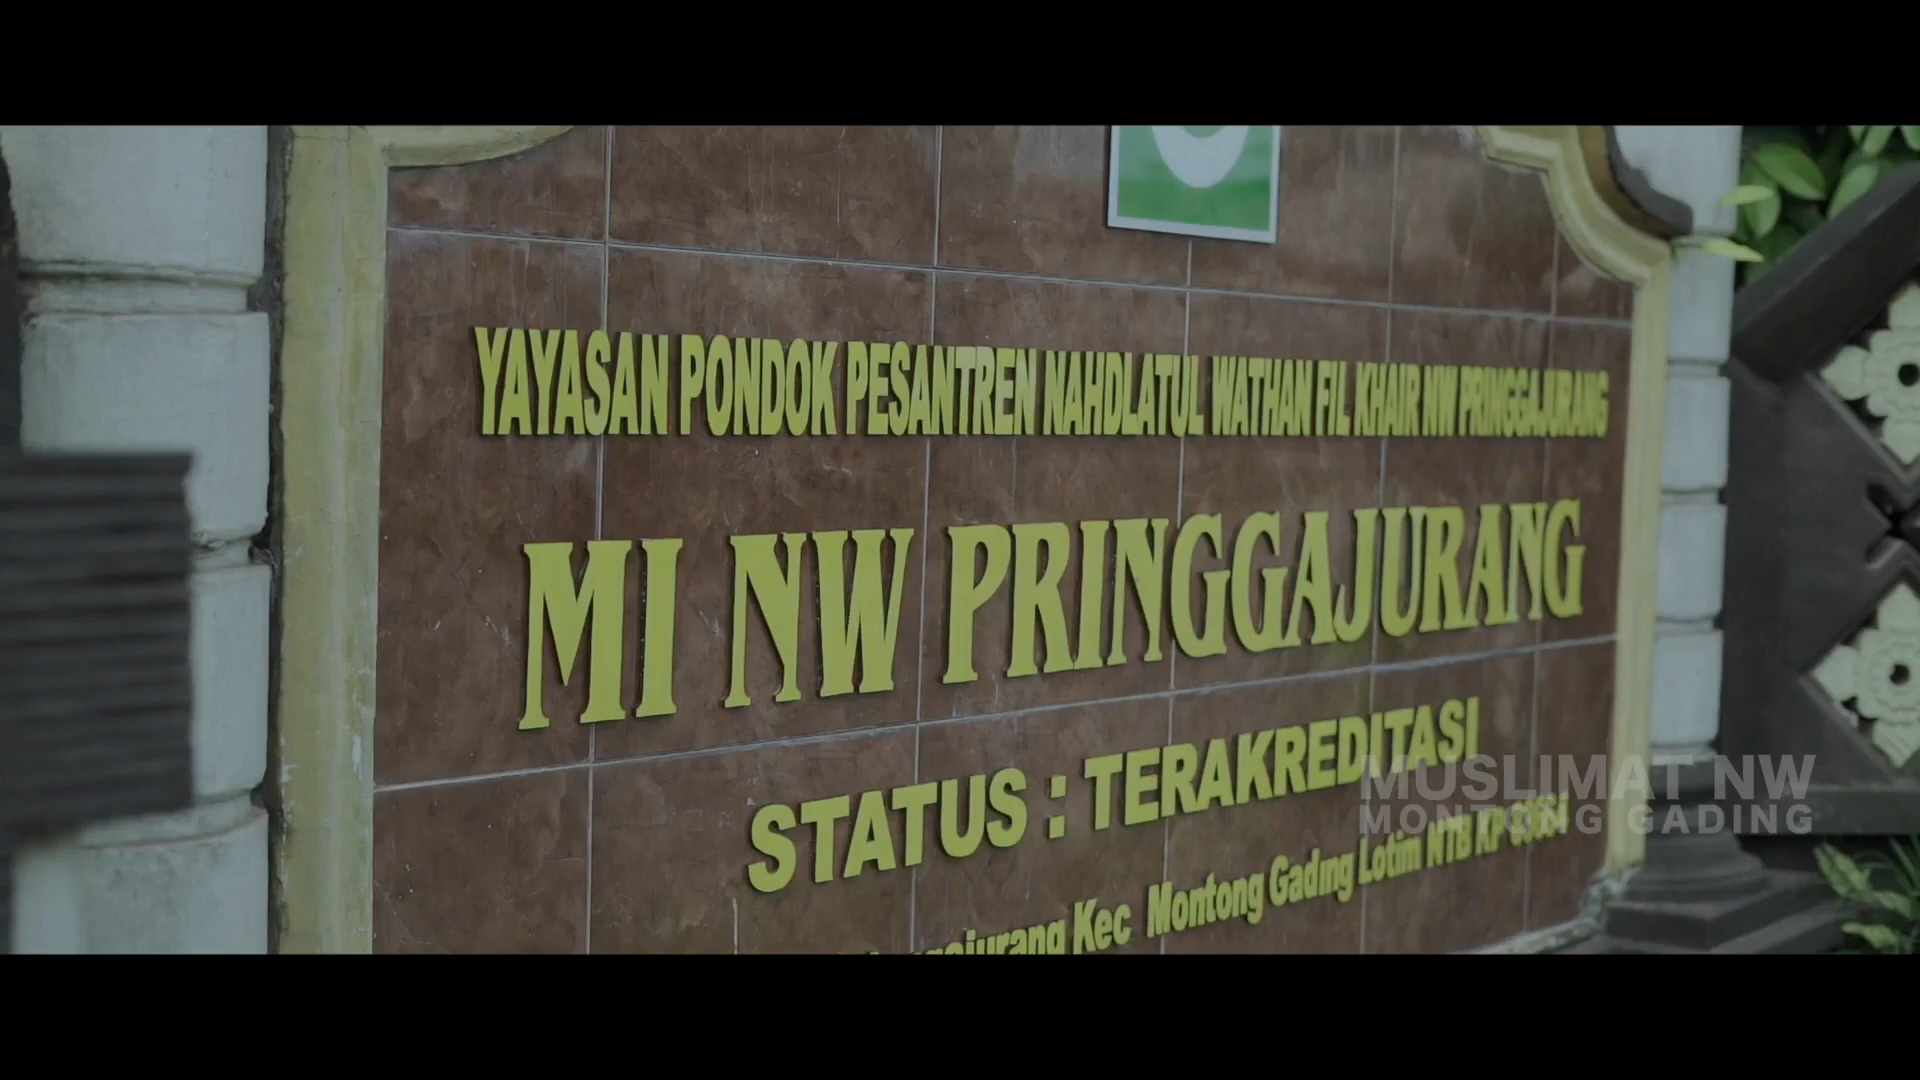 YAYASAN PONDOK PESANTREN NAHDLATUL WATHAN FIL KHAIR NW PRINGGAJURANG
MI NW PRINGGAJURANG
STATUS : TERAKREDITASI
Kec Montong Gading Lotim NTB KP
MUSLIMAT NW
MONTONG GADING